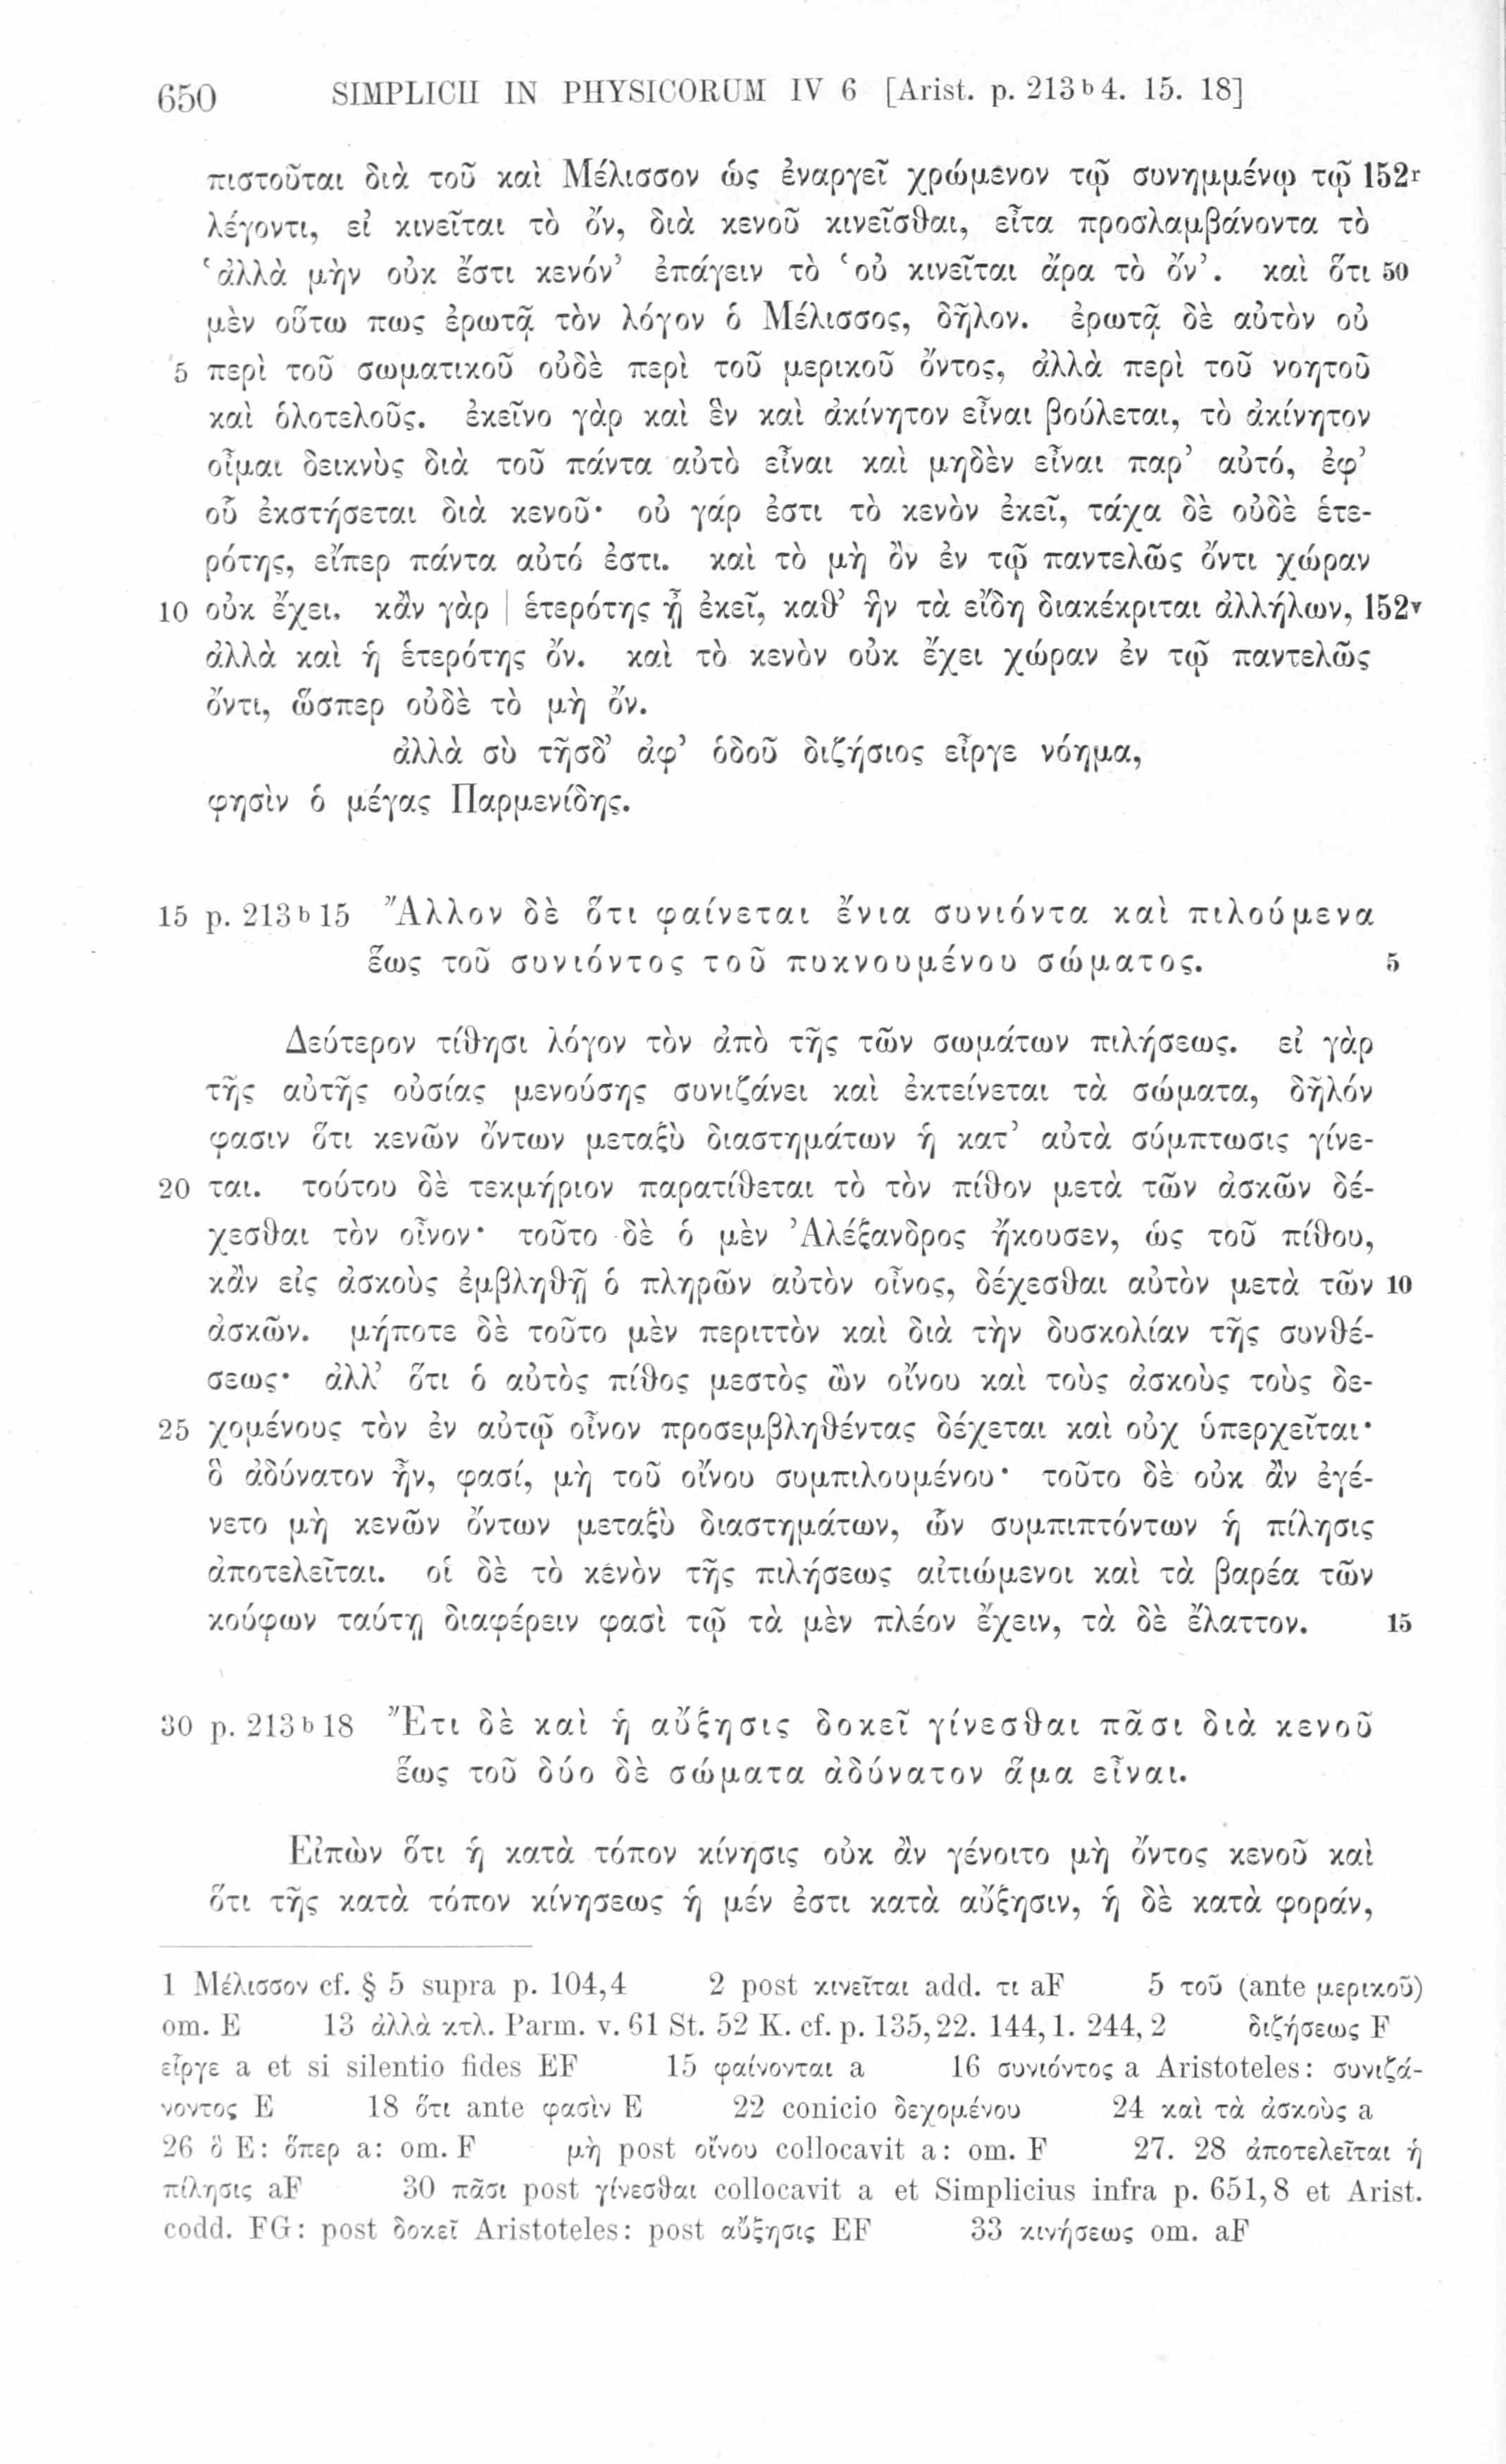 650 SIMPLICII IN PHYSICORUM IV 6 [Arist. p. 213ᵇ4. 15. 18]
πιστοῦται διὰ τοῦ καὶ Μέλισσον ὡς ἐναργεῖ χρώμενον τῷ συνημμένῳ τῷ 152ʳ
λέγοντι, εἰ κινεῖται τὸ ὄν, διὰ κενοῦ κινεῖσθαι, εἶτα προσλαμβάνοντα τὸ
‘ἀλλὰ μὴν οὐκ ἔστι κενόν’ ἐπάγειν τὸ ‘οὐ κινεῖται ἄρα τὸ ὄν’. καὶ ὅτι 50
μὲν οὕτω πως ἐρωτᾷ τὸν λόγον ὁ Μέλισσος, δῆλον. ἐρωτᾷ δὲ αὐτὸν οὐ
5 περὶ τοῦ σωματικοῦ οὐδὲ περὶ τοῦ μερικοῦ ὄντος, ἀλλὰ περὶ τοῦ νοητοῦ
καὶ ὁλοτελοῦς. ἐκεῖνο γὰρ καὶ ἓν καὶ ἀκίνητον εἶναι βούλεται, τὸ ἀκίνητον
οἶμαι δεικνὺς διὰ τοῦ πάντα αὐτὸ εἶναι καὶ μηδὲν εἶναι παρ’ αὐτό, ἐφ’
οὗ ἐκστήσεται διὰ κενοῦ· οὐ γάρ ἐστι τὸ κενὸν ἐκεῖ, τάχα δὲ οὐδὲ ἑτε-
ρότης, εἴπερ πάντα αὐτό ἐστι. καὶ τὸ μὴ ὂν ἐν τῷ παντελῶς ὄντι χώραν
10 οὐκ ἔχει. κἂν γὰρ | ἑτερότης ᾖ ἐκεῖ, καθ’ ἣν τὰ εἴδη διακέκριται ἀλλήλων, 152ᵛ
ἀλλὰ καὶ ἡ ἑτερότης ὄν. καὶ τὸ κενὸν οὐκ ἔχει χώραν ἐν τῷ παντελῶς
ὄντι, ὥσπερ οὐδὲ τὸ μὴ ὄν.
ἀλλὰ σὺ τῆσδ’ ἀφ’ ὁδοῦ διζήσιος εἶργε νόημα,
φησὶν ὁ μέγας Παρμενίδης.
15 p. 213ᵇ15 Ἄλλον δὲ ὅτι φαίνεται ἔνια συνιόντα καὶ πιλούμενα
ἕως τοῦ συνιόντος τοῦ πυκνουμένου σώματος. 5
Δεύτερον τίθησι λόγον τὸν ἀπὸ τῆς τῶν σωμάτων πιλήσεως. εἰ γὰρ
τῆς αὐτῆς οὐσίας μενούσης συνιζάνει καὶ ἐκτείνεται τὰ σώματα, δῆλόν
φασιν ὅτι κενῶν ὄντων μεταξὺ διαστημάτων ἡ κατ’ αὐτὰ σύμπτωσις γίνε-
20 ται. τούτου δὲ τεκμήριον παρατίθεται τὸ τὸν πίθον μετὰ τῶν ἀσκῶν δέ-
χεσθαι τὸν οἶνον· τοῦτο δὲ ὁ μὲν Ἀλέξανδρος ἤκουσεν, ὡς τοῦ πίθου,
κἂν εἰς ἀσκοὺς ἐμβληθῇ ὁ πληρῶν αὐτὸν οἶνος, δέχεσθαι αὐτὸν μετὰ τῶν 10
ἀσκῶν. μήποτε δὲ τοῦτο μὲν περιττὸν καὶ διὰ τὴν δυσκολίαν τῆς συνθέ-
σεως· ἀλλ’ ὅτι ὁ αὐτὸς πίθος μεστὸς ὢν οἴνου καὶ τοὺς ἀσκοὺς τοὺς δε-
25 χομένους τὸν ἐν αὐτῷ οἶνον προσεμβληθέντας δέχεται καὶ οὐχ ὑπερχεῖται·
ὃ ἀδύνατον ἦν, φασί, μὴ τοῦ οἴνου συμπιλουμένου· τοῦτο δὲ οὐκ ἂν ἐγέ-
νετο μὴ κενῶν ὄντων μεταξὺ διαστημάτων, ὧν συμπιπτόντων ἡ πίλησις
ἀποτελεῖται. οἱ δὲ τὸ κενὸν τῆς πιλήσεως αἰτιώμενοι καὶ τὰ βαρέα τῶν
κούφων ταύτῃ διαφέρειν φασὶ τῷ τὰ μὲν πλέον ἔχειν, τὰ δὲ ἔλαττον. 15
30 p. 213ᵇ18 Ἔτι δὲ καὶ ἡ αὔξησις δοκεῖ γίνεσθαι πᾶσι διὰ κενοῦ
ἕως τοῦ δύο δὲ σώματα ἀδύνατον ἅμα εἶναι.
Εἰπὼν ὅτι ἡ κατὰ τόπον κίνησις οὐκ ἂν γένοιτο μὴ ὄντος κενοῦ καὶ
ὅτι τῆς κατὰ τόπον κίνησεως ἡ μέν ἐστι κατὰ αὔξησιν, ἡ δὲ κατὰ φοράν,
1 Μέλισσον cf. § 5 supra p. 104,4 2 post κινεῖται add. τι aF 5 τοῦ (ante μερικοῦ)
om. E 13 ἀλλὰ κτλ. Parm. v. 61 St. 52 K. cf. p. 135,22. 144,1. 244,2 διζήσεως F
εἶργε a et si silentio fides EF 15 φαίνονται a 16 συνιόντος a Aristoteles: συνιζά-
νοντος E 18 ὅτι ante φασὶν E 22 conicio δεχομένου 24 καὶ τὰ ἀσκοὺς a
26 ὃ E: ὅπερ a: om. F μὴ post οἴνου collocavit a: om. F 27. 28 ἀποτελεῖται ἡ
πίλησις aF 30 πᾶσι post γίνεσθαι collocavit a et Simplicius infra p. 651,8 et Arist.
codd. FG: post δοκεῖ Aristoteles: post αὔξησις EF 33 κινήσεως om. aF